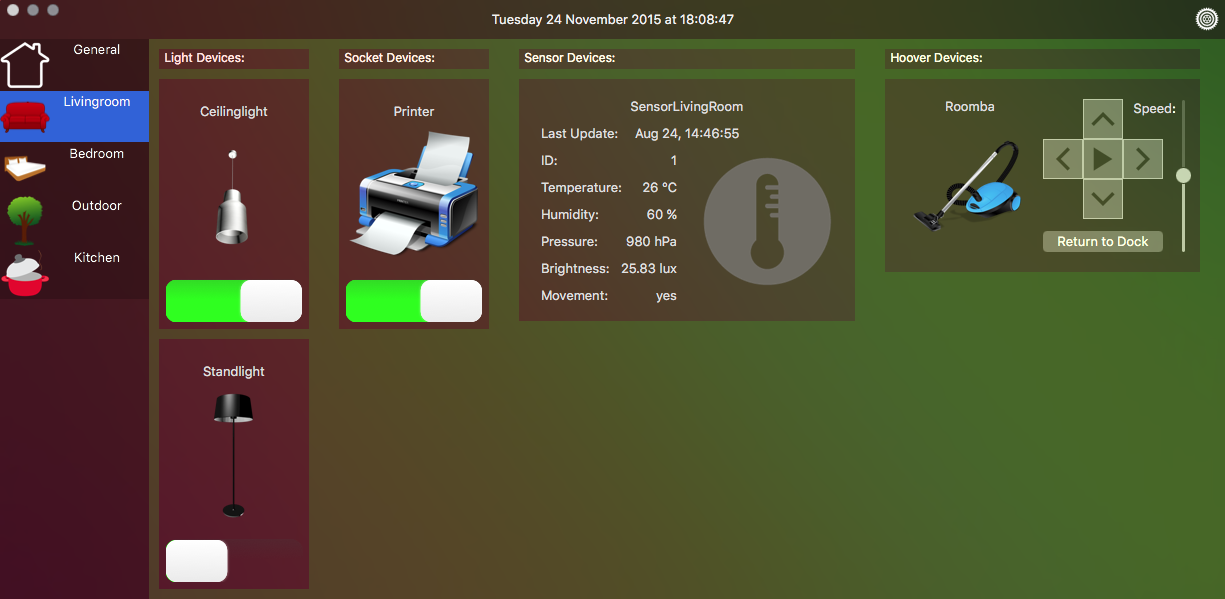 Tuesday 24 November 2015 at 18:08:47
General
Livingroom
Bedroom
Outdoor
Kitchen
Light Devices:
Ceilinglight
Standlight
Socket Devices:
Printer
Sensor Devices:
SensorLivingRoom
Last Update: Aug 24, 14:46:55
ID: 1
Temperature: 26 °C
Humidity: 60 %
Pressure: 980 hPa
Brightness: 25.83 lux
Movement: yes
Hoover Devices:
Roomba
Speed:
Return to Dock